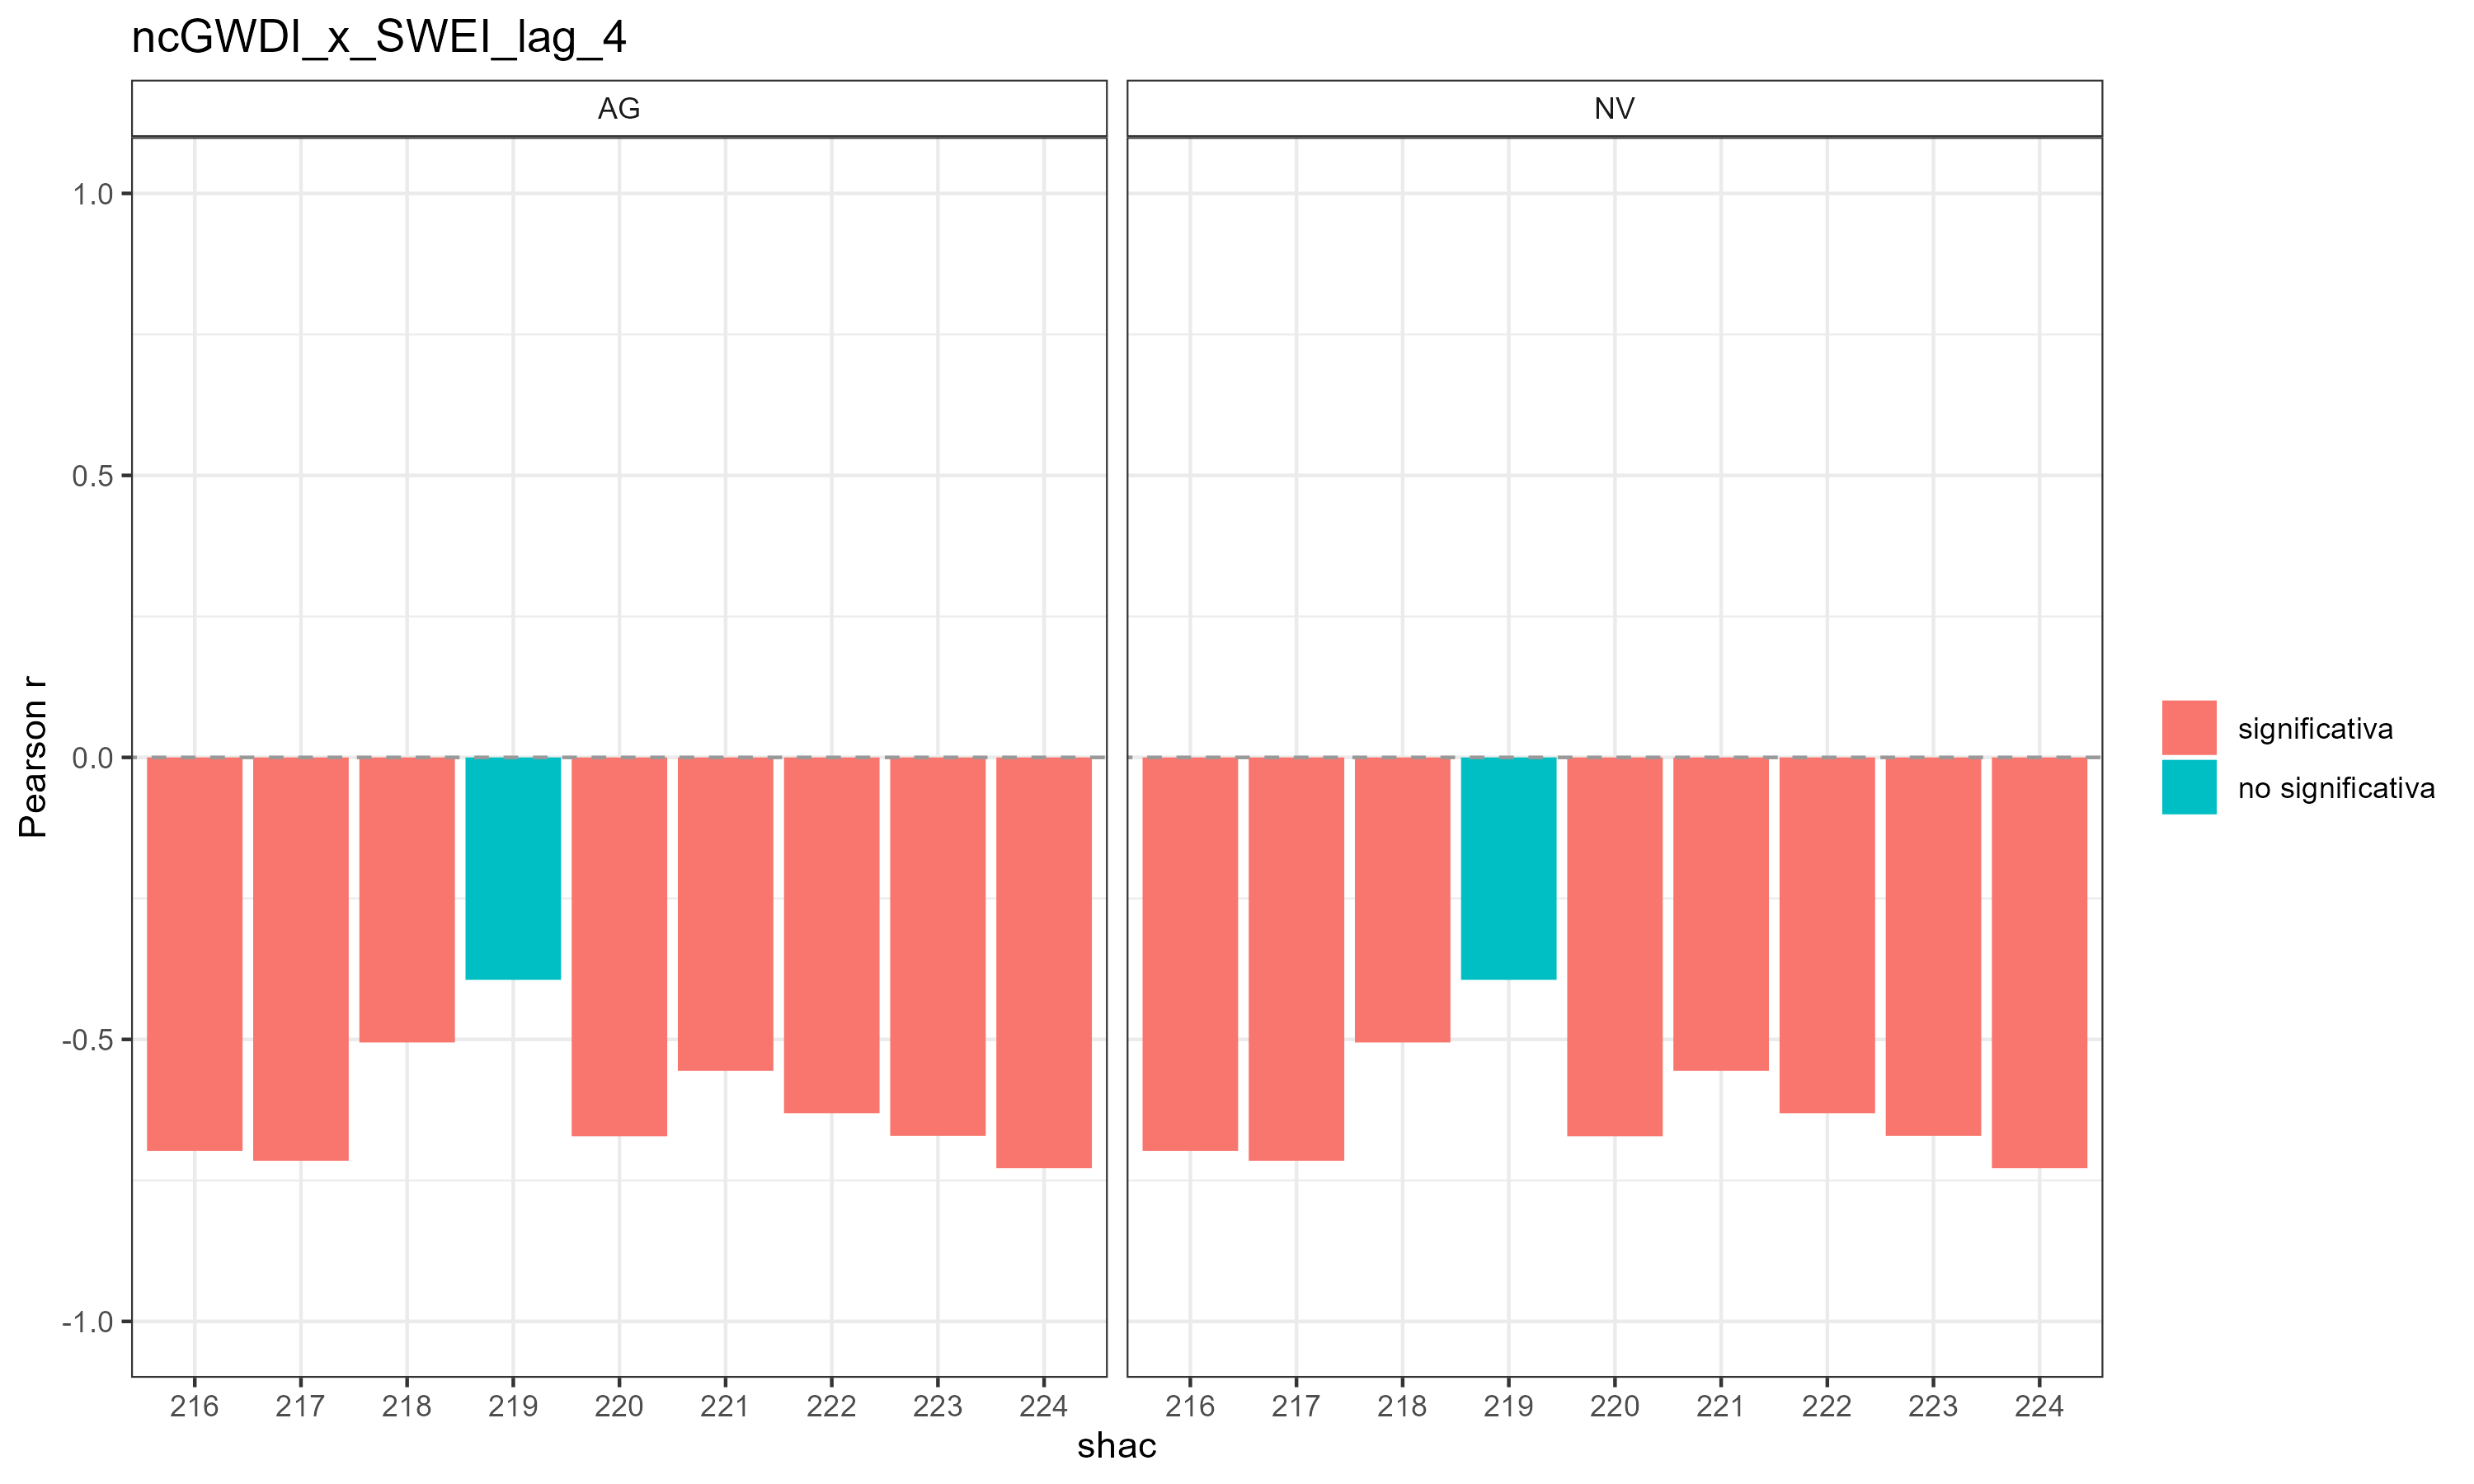 ncGWDI_x_SWEI_lag_4
AG
NV
1.0
0.5
0.0
-0.5
-1.0
Pearson r
216 217 218 219 220 221 222 223 224
216 217 218 219 220 221 222 223 224
shac
significativa
no significativa